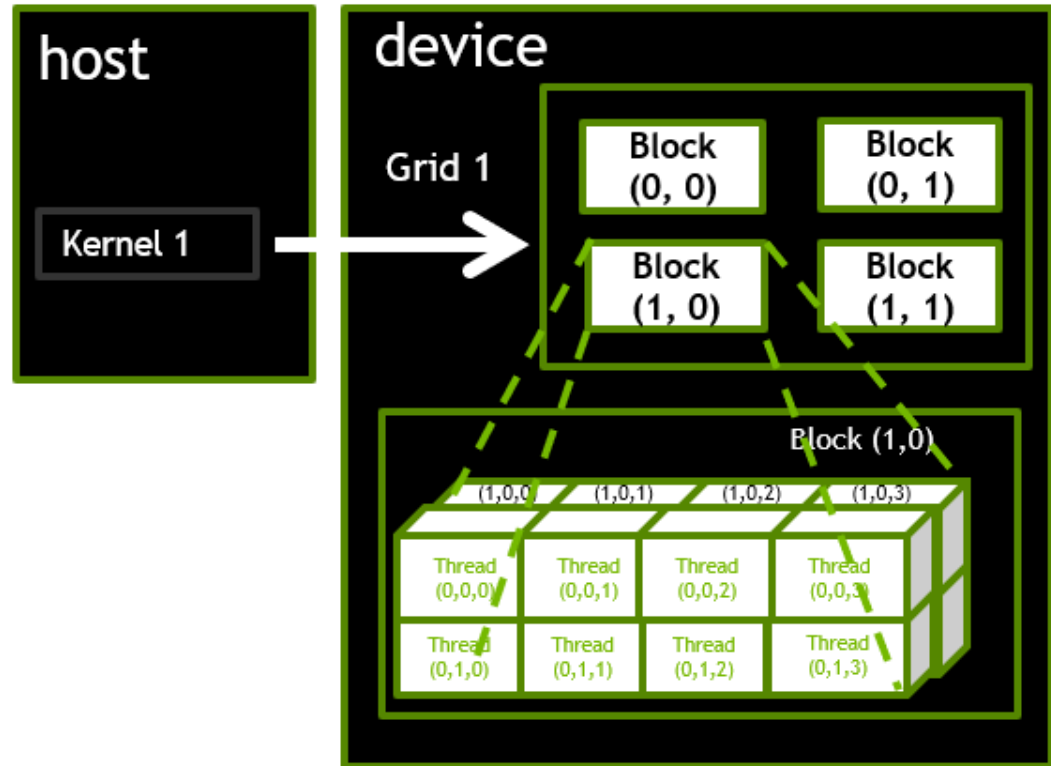 host
device
Grid 1
Kernel 1
Block
(0, 0)
Block
(0, 1)
Block
(1, 0)
Block
(1, 1)
Block (1,0)
(1,0,0)
(1,0,1)
(1,0,2)
(1,0,3)
Thread
(0,0,0)
Thread
(0,0,1)
Thread
(0,0,2)
Thread
(0,0,3)
Thread
(0,1,0)
Thread
(0,1,1)
Thread
(0,1,2)
Thread
(0,1,3)